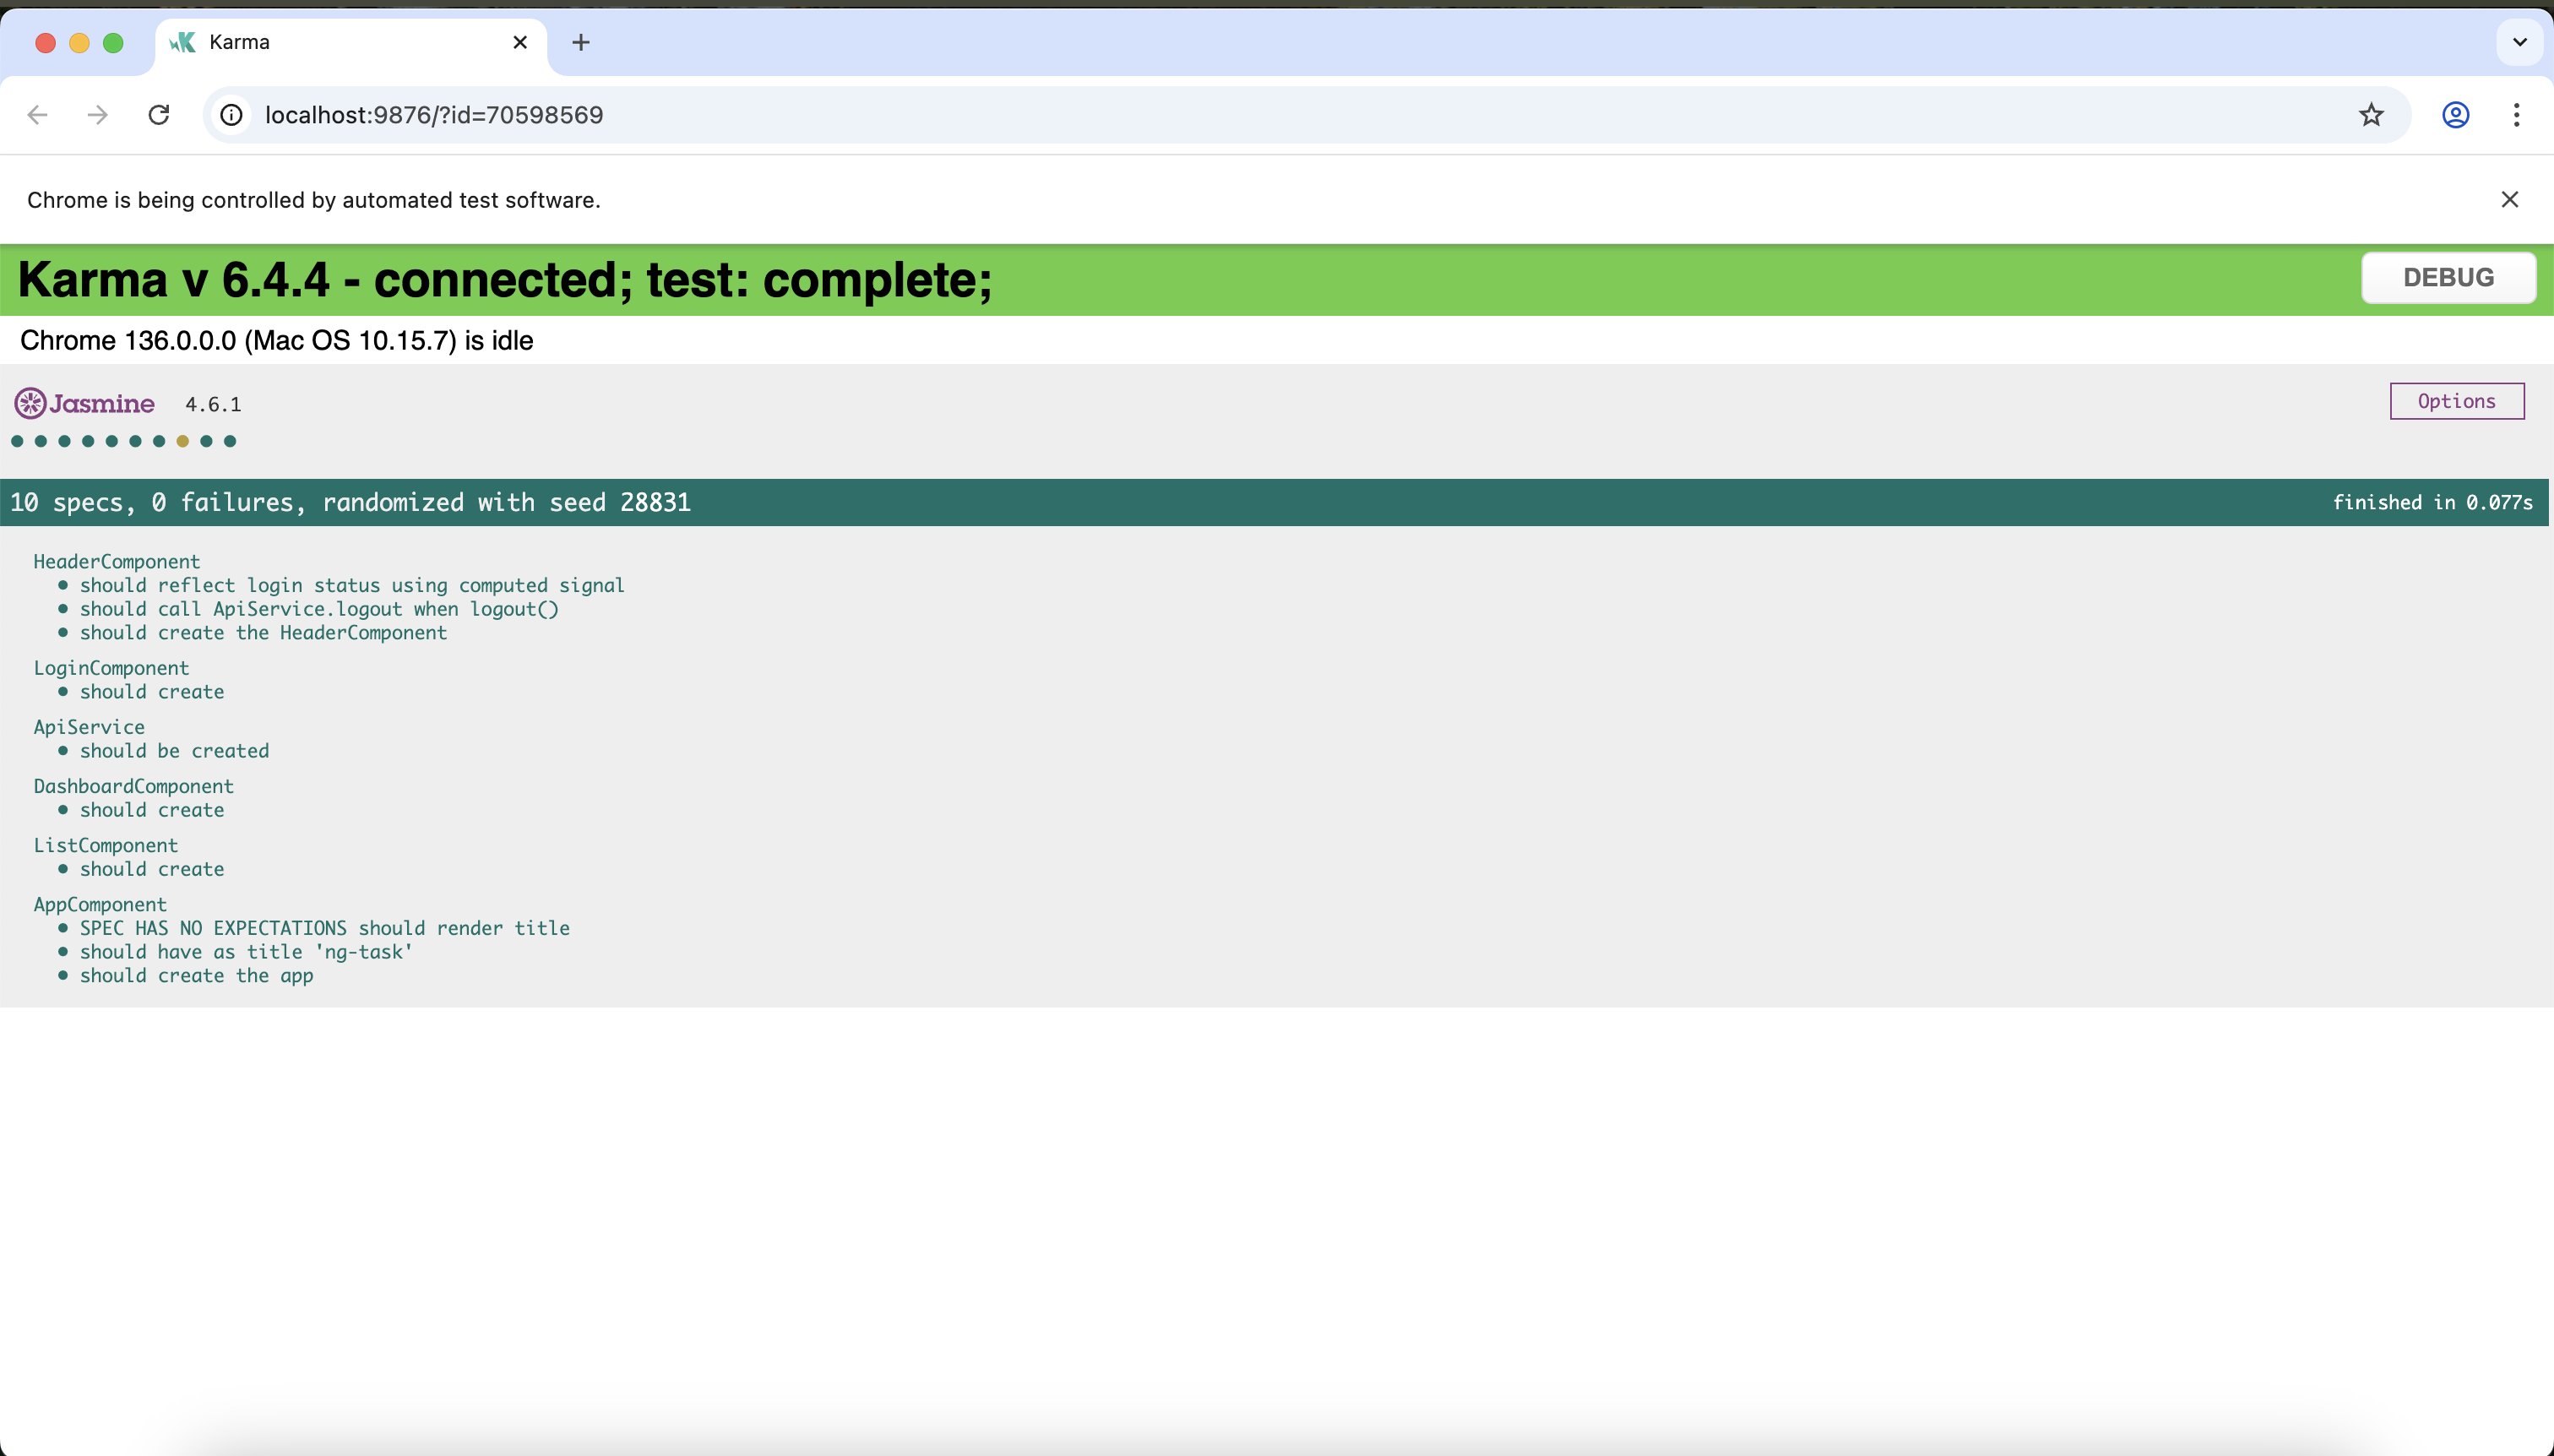 Karma
localhost:9876/?id=70598569
Chrome is being controlled by automated test software.
Karma v 6.4.4 - connected; test: complete;
DEBUG
Chrome 136.0.0.0 (Mac OS 10.15.7) is idle
Jasmine 4.6.1
Options
10 specs, 0 failures, randomized with seed 28831
finished in 0.077s
HeaderComponent
• should reflect login status using computed signal
• should call ApiService.logout when logout()
• should create the HeaderComponent
LoginComponent
• should create
ApiService
• should be created
DashboardComponent
• should create
ListComponent
• should create
AppComponent
• SPEC HAS NO EXPECTATIONS should render title
• should have as title 'ng-task'
• should create the app